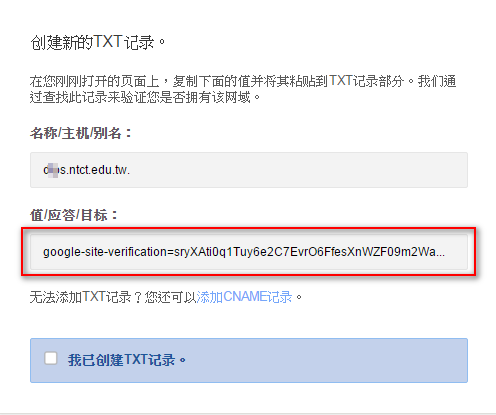 创建新的TXT记录。
在您刚刚打开的页面上，复制下面的值并将其粘贴到TXT记录部分。我们通
过查找此记录来验证您是否拥有该网域。
名称/主机/别名：
.ntct.edu.tw.
值/应答/目标：
google-site-verification=sryXAti0q1Tuy6e2C7EvrO6FfesXnWZF09m2Wa...
无法添加TXT记录？您还可以添加CNAME记录。
我已创建TXT记录。